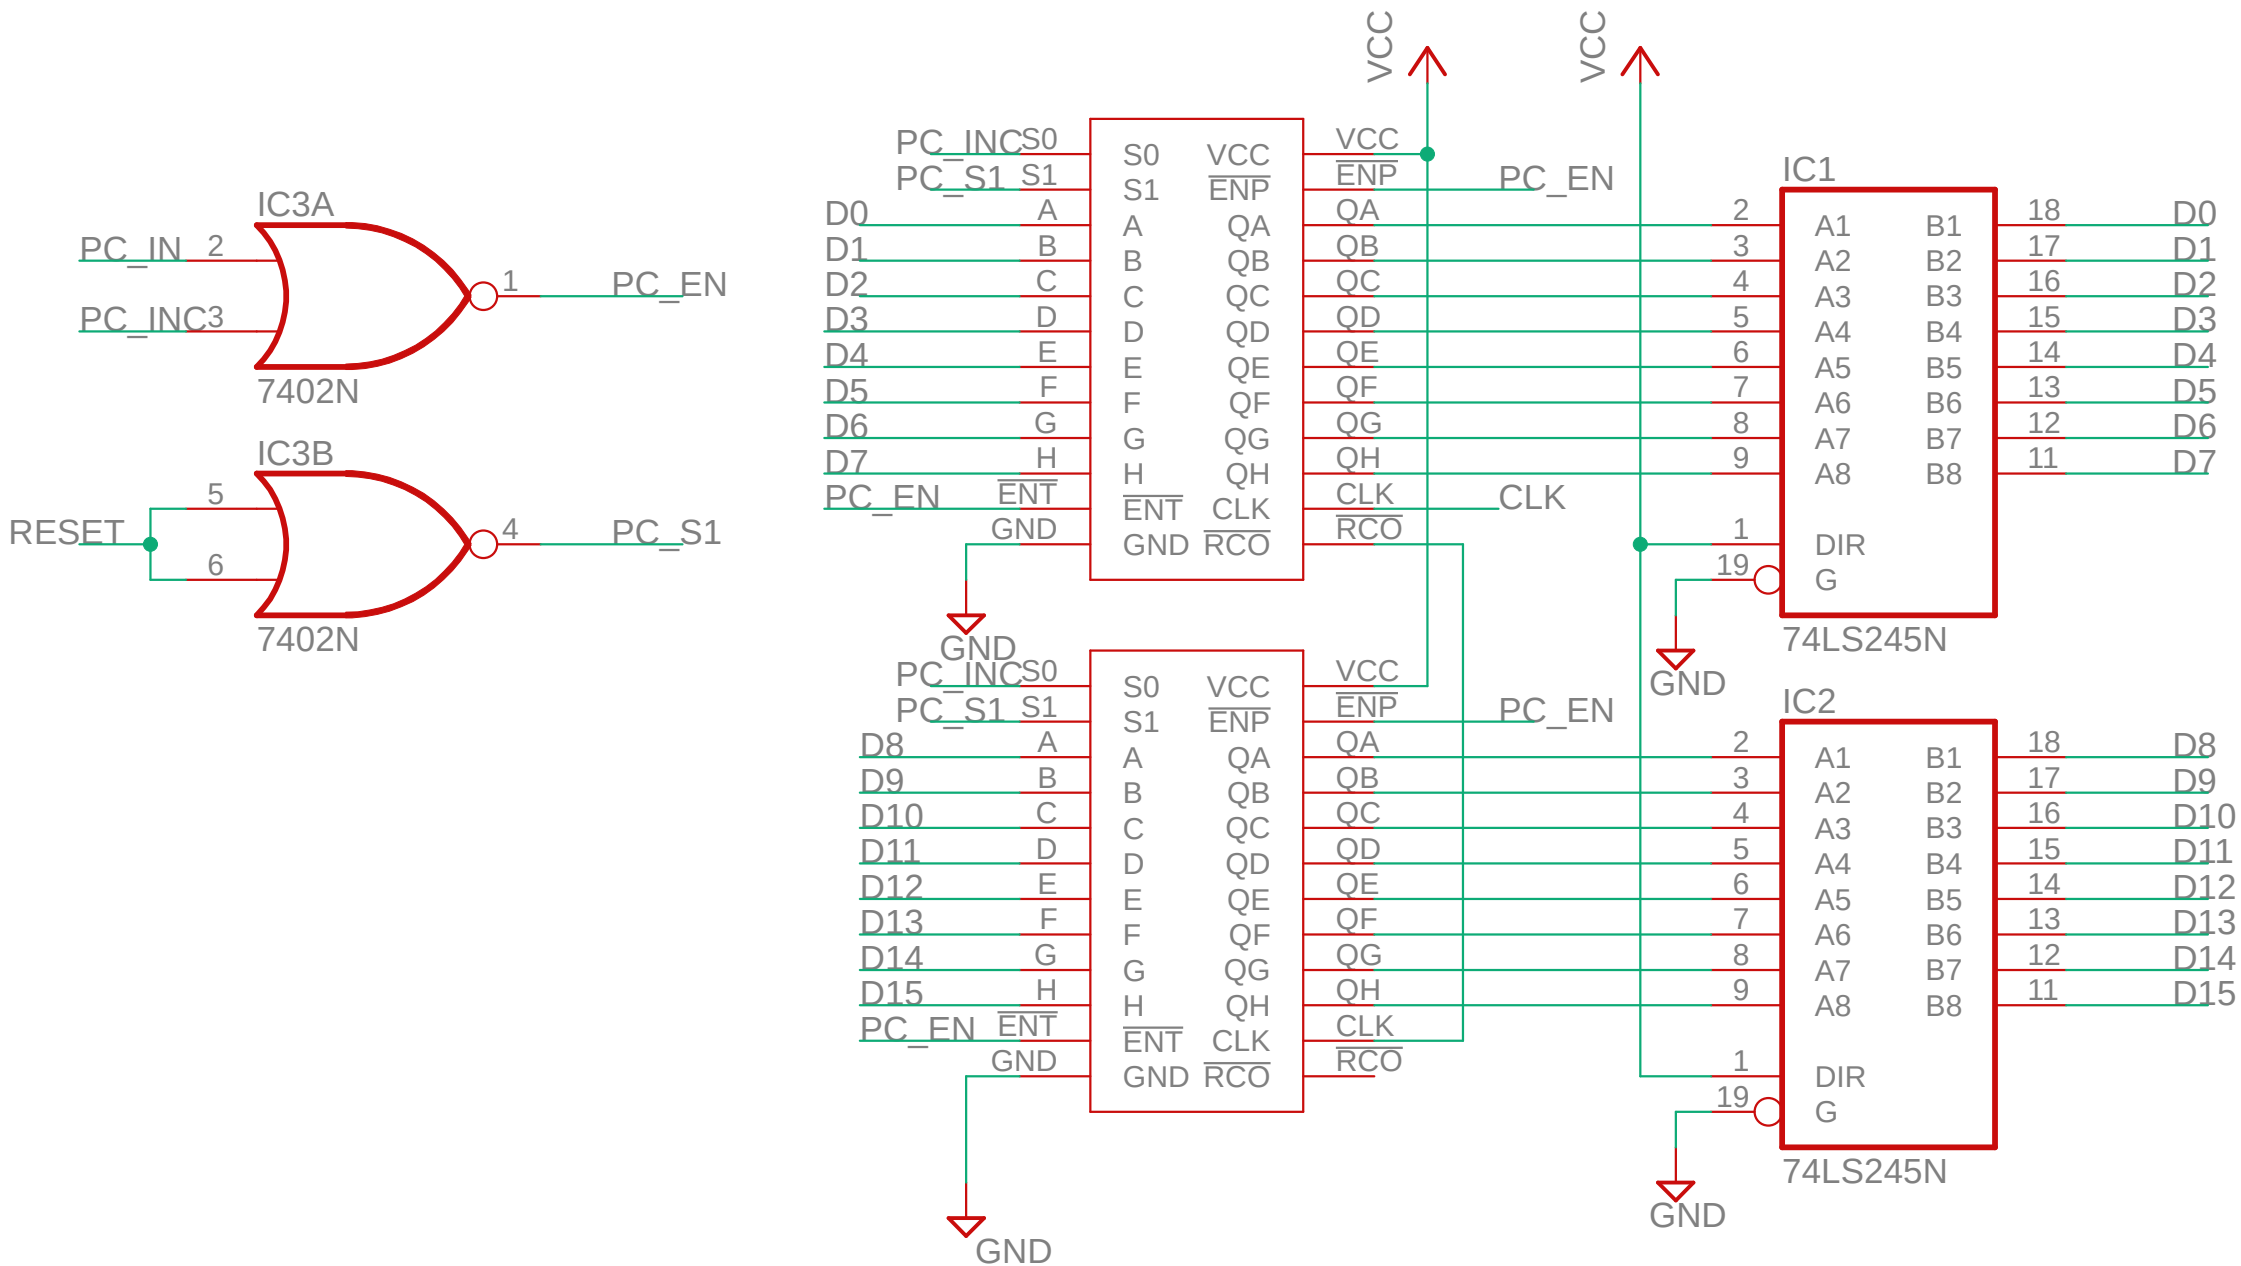 IC3A
PC_IN 2
1 PC_EN
PC_INC 3
7402N
IC3B
5
RESET
4 PC_S1
6
7402N
VCC
VCC
PC_INC S0 S0 VCC VCC
PC_S1 S1 S1 ENP ENP PC_EN
D0 A A QA QA
D1 B B QB QB
D2 C C QC QC
D3 D D QD QD
D4 E E QE QE
D5 F F QF QF
D6 G G QG QG
D7 H H QH QH
PC_EN ENT ENT CLK CLK CLK
GND GND RCO RCO
GND
PC_INC S0 S0 VCC VCC
PC_S1 S1 S1 ENP ENP PC_EN
D8 A A QA QA
D9 B B QB QB
D10 C C QC QC
D11 D D QD QD
D12 E E QE QE
D13 F F QF QF
D14 G G QG QG
D15 H H QH QH
PC_EN ENT ENT CLK CLK
GND GND RCO RCO
GND
IC1
2 A1 B1 18 D0
3 A2 B2 17 D1
4 A3 B3 16 D2
5 A4 B4 15 D3
6 A5 B5 14 D4
7 A6 B6 13 D5
8 A7 B7 12 D6
9 A8 B8 11 D7
1 DIR
19 G
74LS245N
GND
IC2
2 A1 B1 18 D8
3 A2 B2 17 D9
4 A3 B3 16 D10
5 A4 B4 15 D11
6 A5 B5 14 D12
7 A6 B6 13 D13
8 A7 B7 12 D14
9 A8 B8 11 D15
1 DIR
19 G
74LS245N
GND